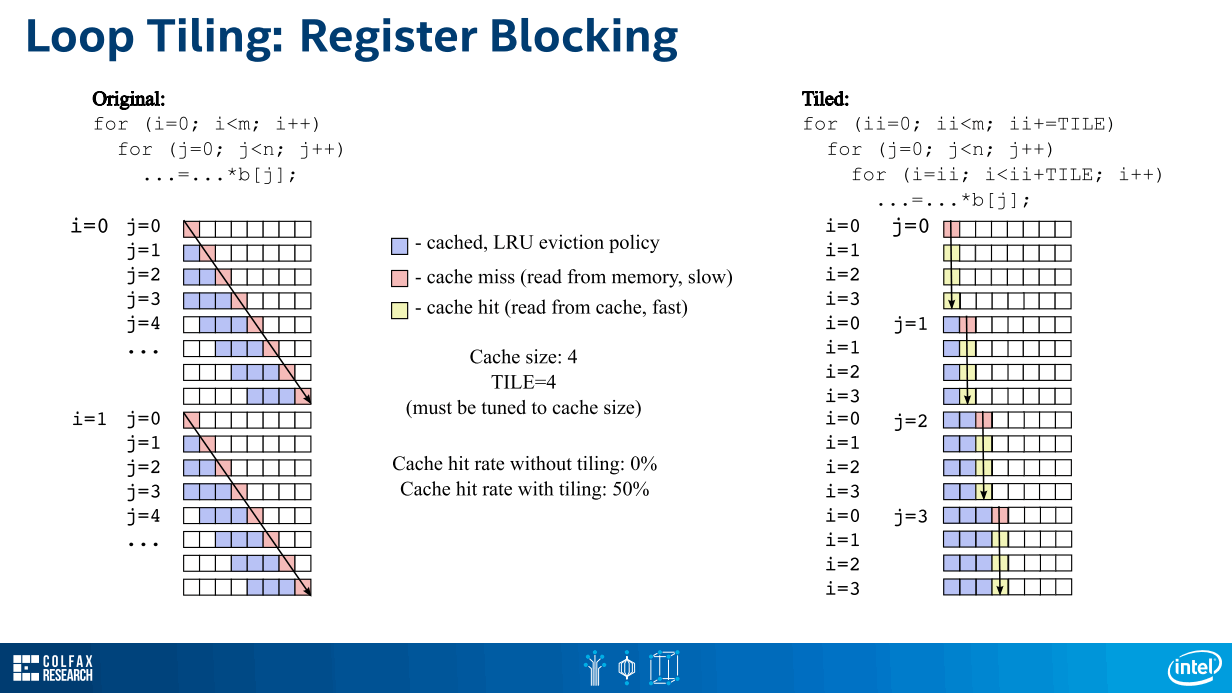 Loop Tiling: Register Blocking
Original:
for (i=0; i<m; i++)
for (j=0; j<n; j++)
...=...*b[j];
i=0 j=0
j=1
j=2
j=3
j=4
...
i=1 j=0
j=1
j=2
j=3
j=4
...
- cached, LRU eviction policy
- cache miss (read from memory, slow)
- cache hit (read from cache, fast)
Cache size: 4
TILE=4
(must be tuned to cache size)
Cache hit rate without tiling: 0%
Cache hit rate with tiling: 50%
Tiled:
for (ii=0; ii<m; ii+=TILE)
for (j=0; j<n; j++)
for (i=ii; i<ii+TILE; i++)
...=...*b[j];
i=0 j=0
i=1
i=2
i=3
i=0 j=1
i=1
i=2
i=3
i=0 j=2
i=1
i=2
i=3
i=0 j=3
i=1
i=2
i=3
COLFAX
RESEARCH
intel